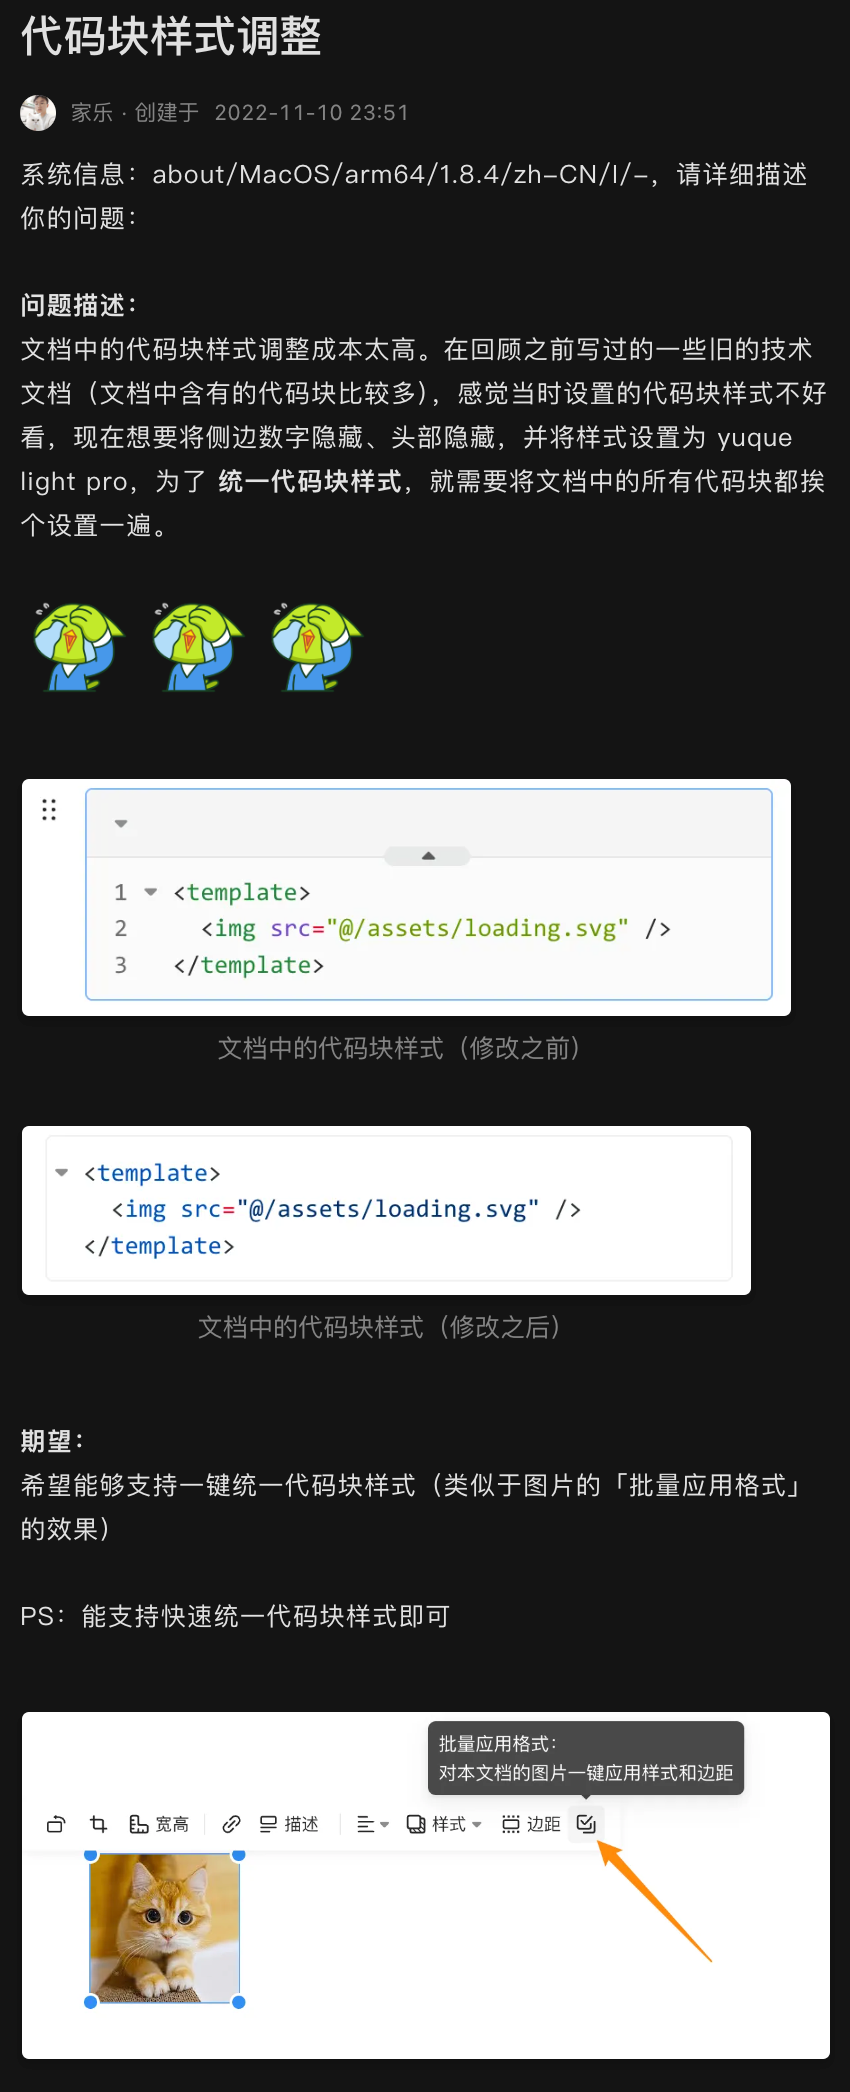 代码块样式调整
家乐 · 创建于 2022-11-10 23:51
系统信息：about/MacOS/arm64/1.8.4/zh-CN/I/-，请详细描述
你的问题：
问题描述：
文档中的代码块样式调整成本太高。在回顾之前写过的一些旧的技术
文档（文档中含有的代码块比较多），感觉当时设置的代码块样式不好
看，现在想要将侧边数字隐藏、头部隐藏，并将样式设置为 yuque
light pro，为了 统一代码块样式，就需要将文档中的所有代码块都挨
个设置一遍。
1 <template>
2 <img src="@/assets/loading.svg" />
3 </template>
文档中的代码块样式（修改之前）
<template>
<img src="@/assets/loading.svg" />
</template>
文档中的代码块样式（修改之后）
期望：
希望能够支持一键统一代码块样式（类似于图片的「批量应用格式」
的效果）
PS：能支持快速统一代码块样式即可
批量应用格式：
对本文档的图片一键应用样式和边距
宽高 描述 样式 边距